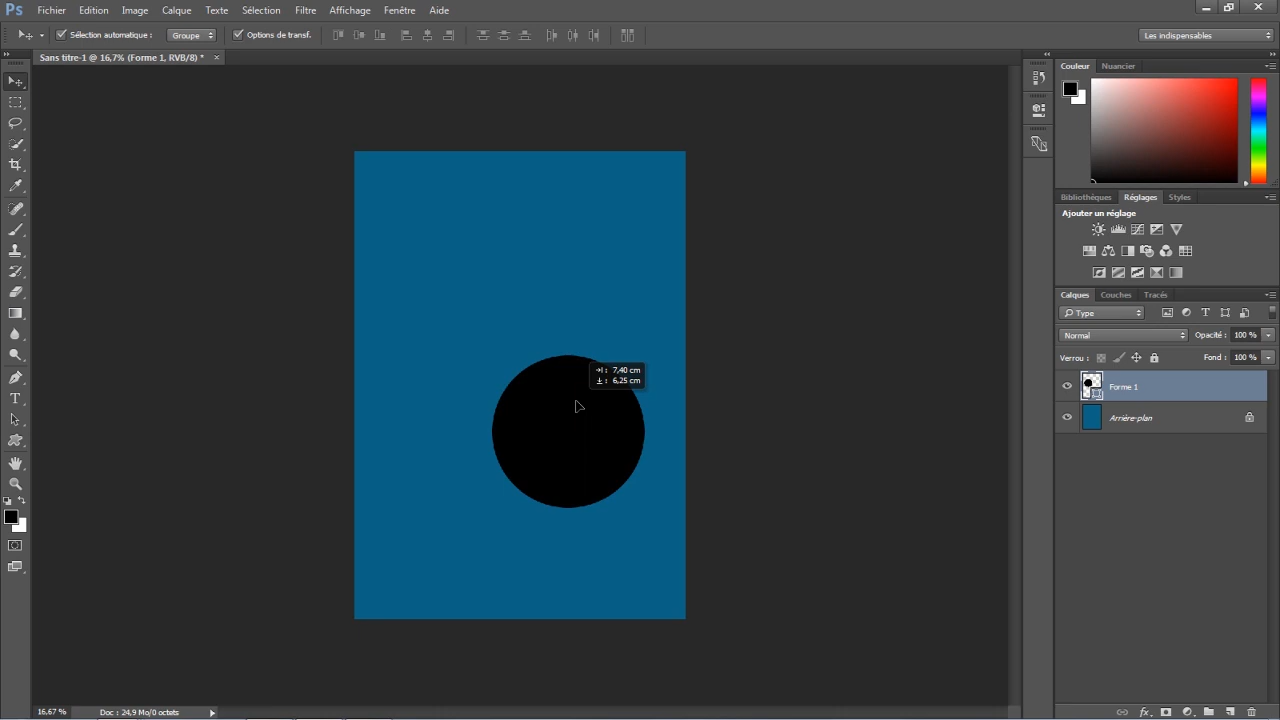 Ps Fichier Edition Image Calque Texte Sélection Filtre Affichage Fenêtre Aide
Sélection automatique : Groupe Options de transf. Les indispensables
Sans titre-1 @ 16,7% (Forme 1, RVB/8) * ×
Couleur Nuancier
Bibliothèques Réglages Styles
Ajouter un réglage
Calques Couches Tracés
Type
Normal Opacité : 100 %
Verrou : Fond : 100 %
7,40 cm
6,25 cm
Forme 1
Arrière-plan
16,67 % Doc : 24,9 Mo/0 octets
fx